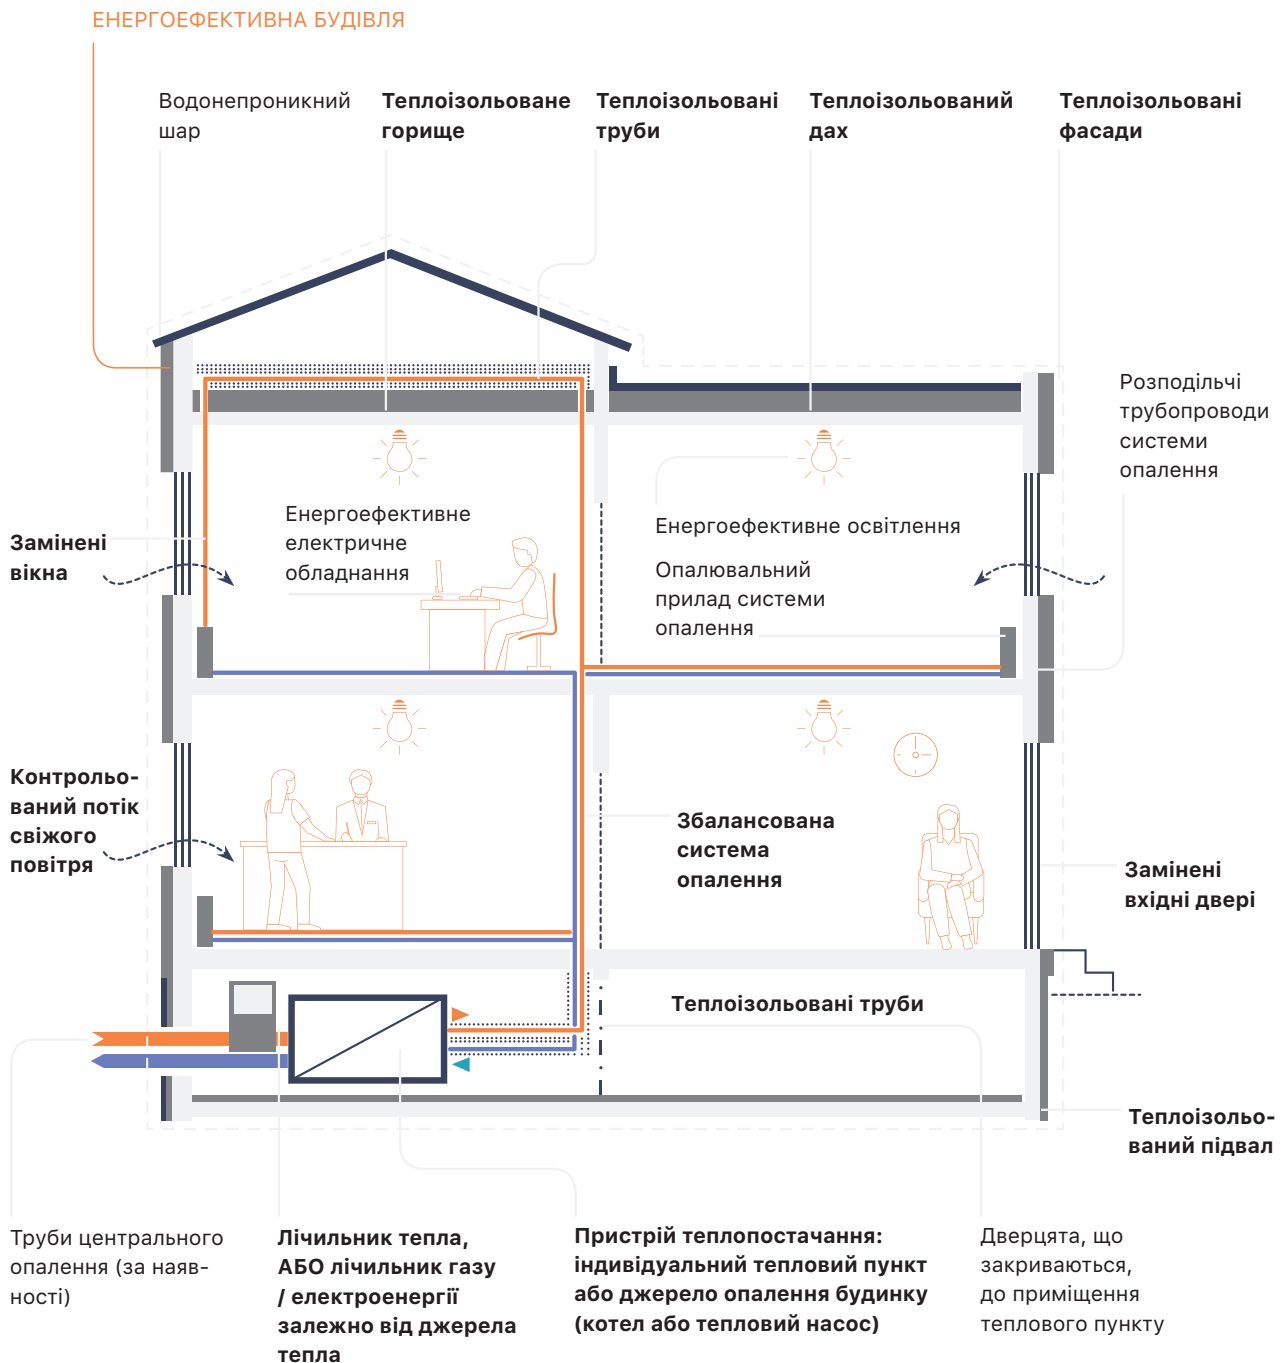 ЕНЕРГОЕФЕКТИВНА БУДІВЛЯ
Водонепроникний
шар
Теплоізольоване
горище
Теплоізольовані
труби
Теплоізольований
дах
Теплоізольовані
фасади
Розподільчі
трубопроводи
системи
опалення
Енергоефективне
електричне
обладнання
Енергоефективне освітлення
Опалювальний
прилад системи
опалення
Замінені
вікна
Контрольо-
ваний потік
свіжого
повітря
Збалансована
система
опалення
Замінені
вхідні двері
Теплоізольовані труби
Теплоізольо-
ваний підвал
Труби центрального
опалення (за наяв-
ності)
Лічильник тепла,
АБО лічильник газу
/ електроенергії
залежно від джерела
тепла
Пристрій теплопостачання:
індивідуальний тепловий пункт
або джерело опалення будинку
(котел або тепловий насос)
Дверцята, що
закриваються,
до приміщення
теплового пункту